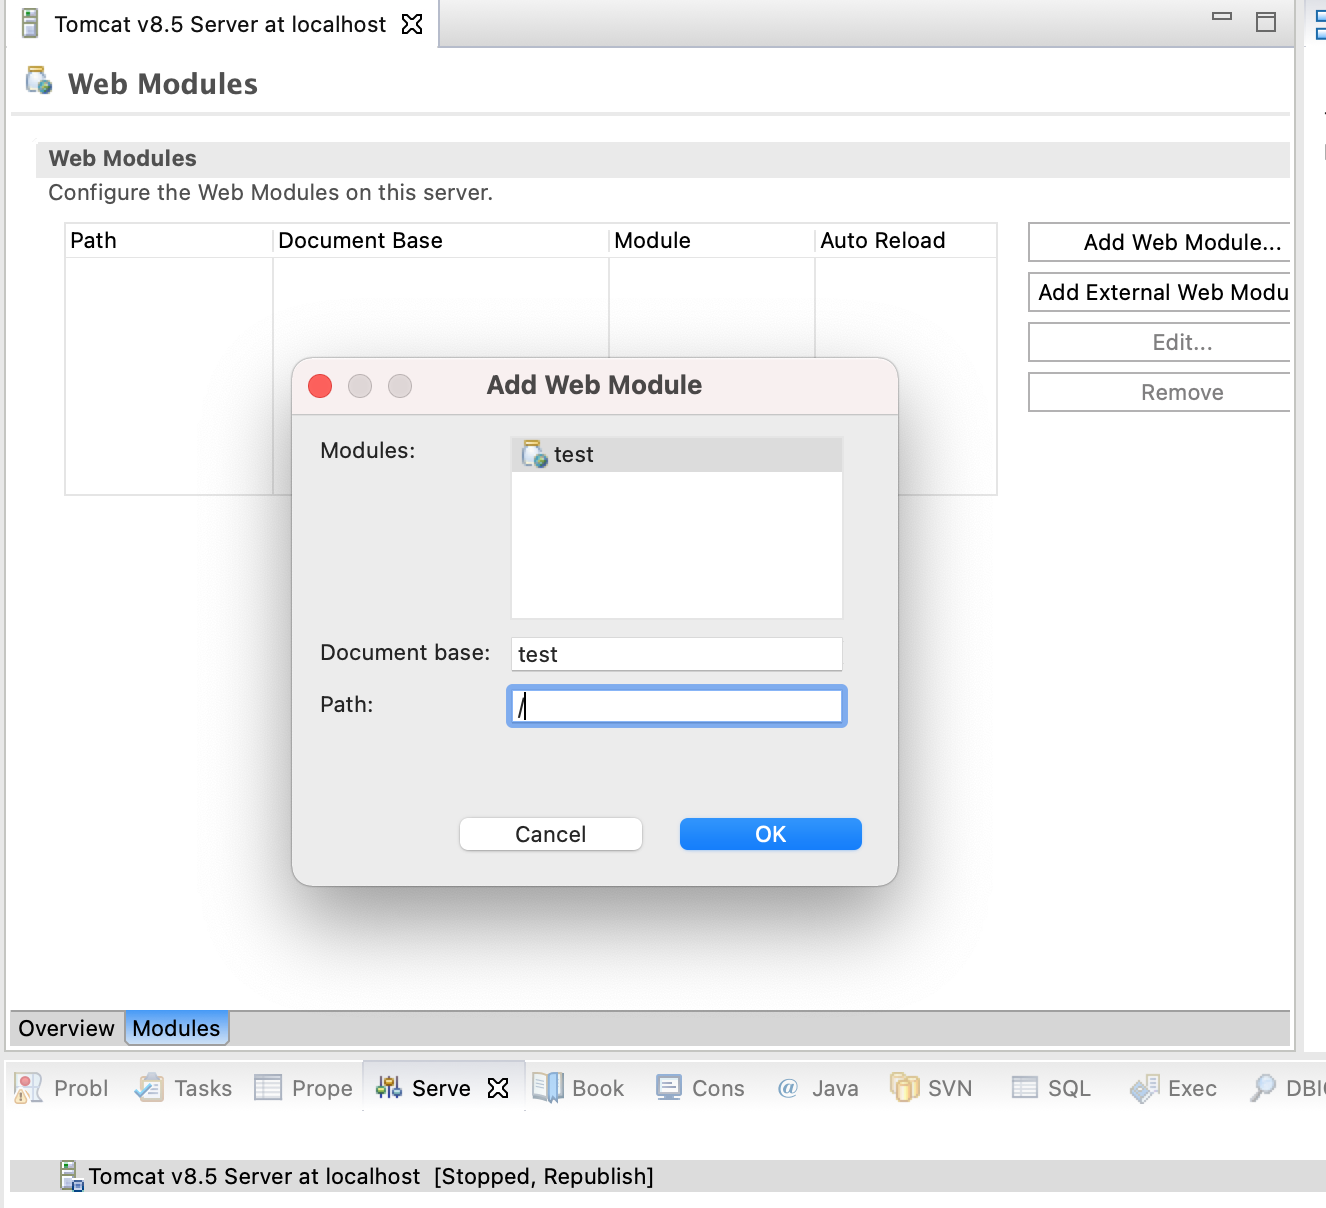 Tomcat v8.5 Server at localhost
Web Modules
Web Modules
Configure the Web Modules on this server.
Path Document Base Module Auto Reload
Add Web Module...
Add External Web Modu
Edit...
Remove
Add Web Module
Modules:
test
Document base: test
Path: /
Cancel OK
Overview Modules
Probl Tasks Prope Serve Book Cons @ Java SVN SQL Exec DBI
Tomcat v8.5 Server at localhost [Stopped, Republish]